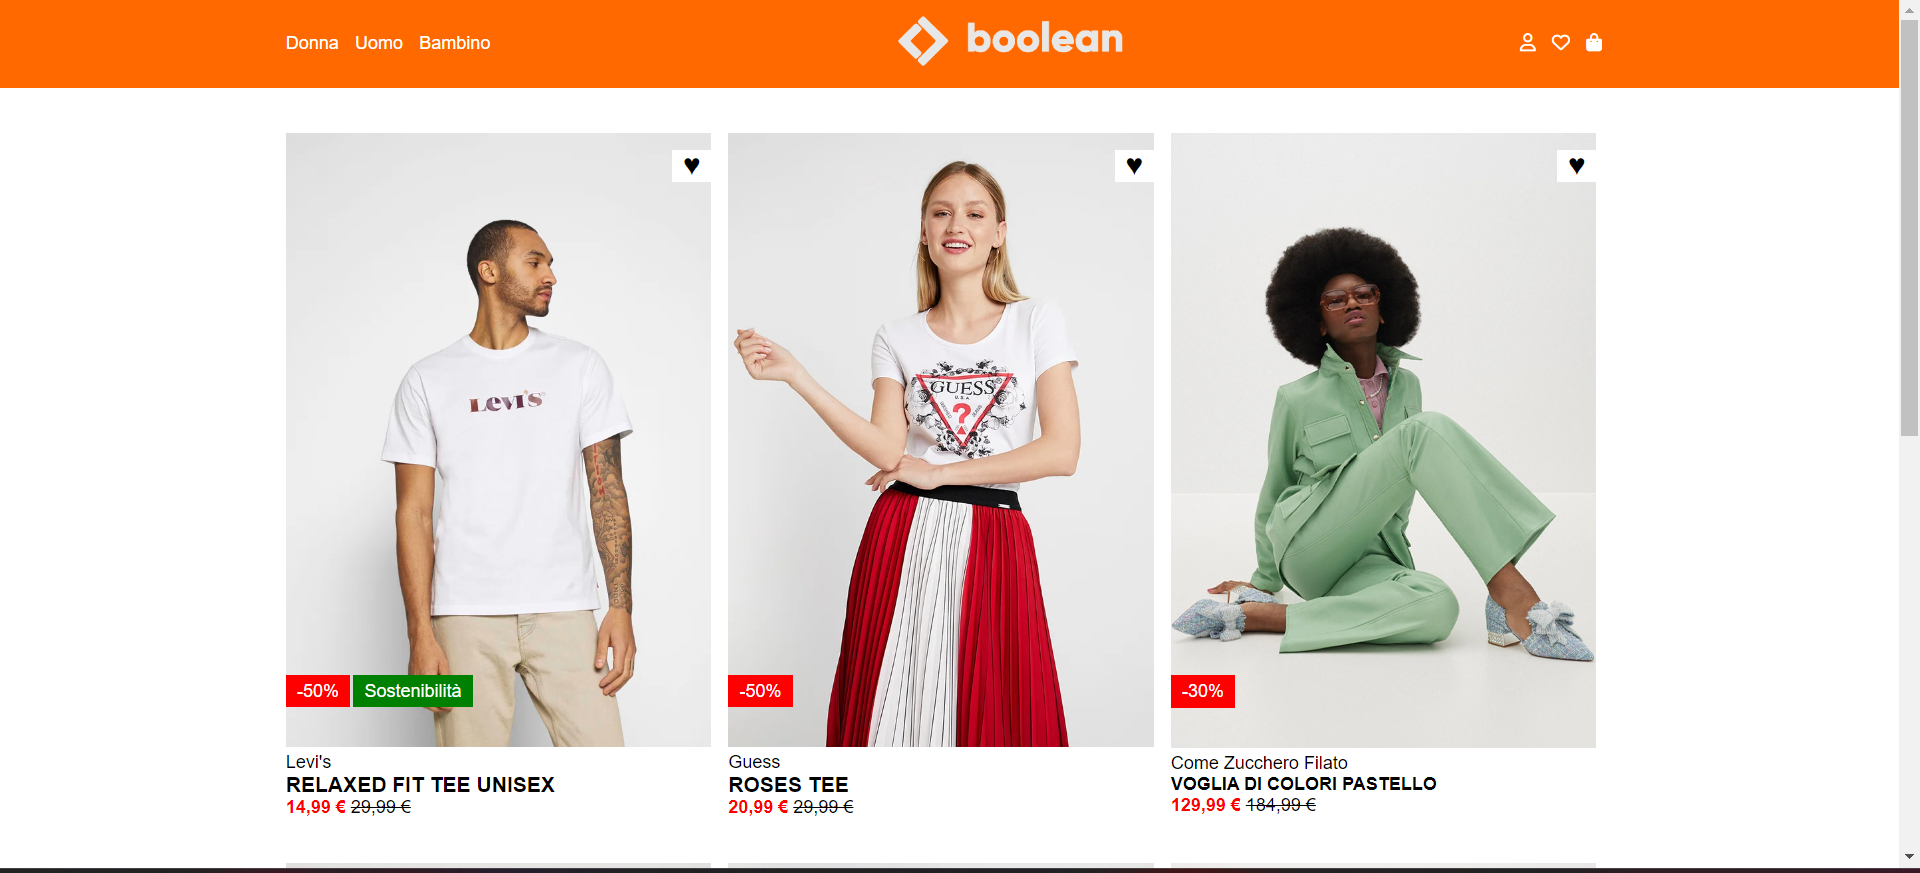 Donna Uomo Bambino
boolean
LEVI'S
GUESS
U.S.A.
?
-50% Sostenibilità
-50%
-30%
Levi's
RELAXED FIT TEE UNISEX
14,99 € 29,99 €
Guess
ROSES TEE
20,99 € 29,99 €
Come Zucchero Filato
VOGLIA DI COLORI PASTELLO
129,99 € 184,99 €